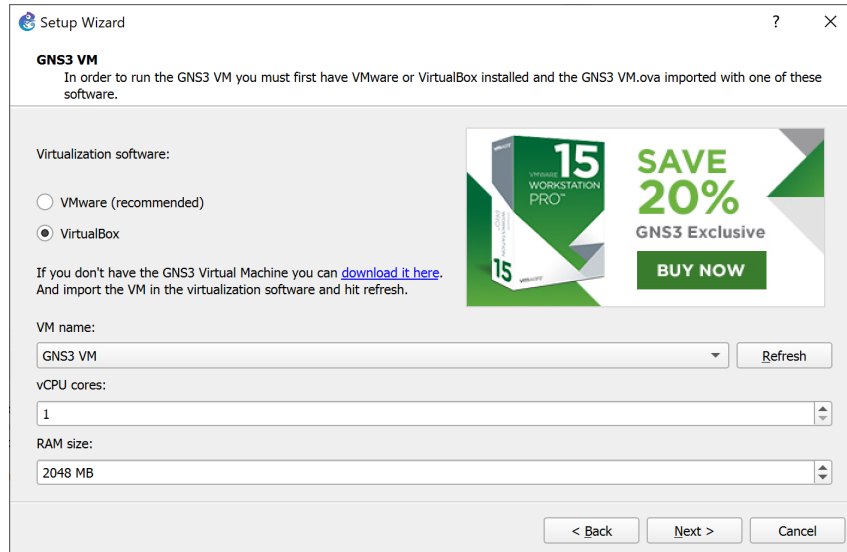 Setup Wizard
?
GNS3 VM
In order to run the GNS3 VM you must first have VMware or VirtualBox installed and the GNS3 VM.ova imported with one of these
software.
Virtualization software:
VMware (recommended)
VirtualBox
If you don't have the GNS3 Virtual Machine you can download it here.
And import the VM in the virtualization software and hit refresh.
VMWARE 15
WORKSTATION
PRO™
15
vmware
SAVE
20%
GNS3 Exclusive
BUY NOW
VM name:
GNS3 VM
Refresh
vCPU cores:
1
RAM size:
2048 MB
< Back
Next >
Cancel